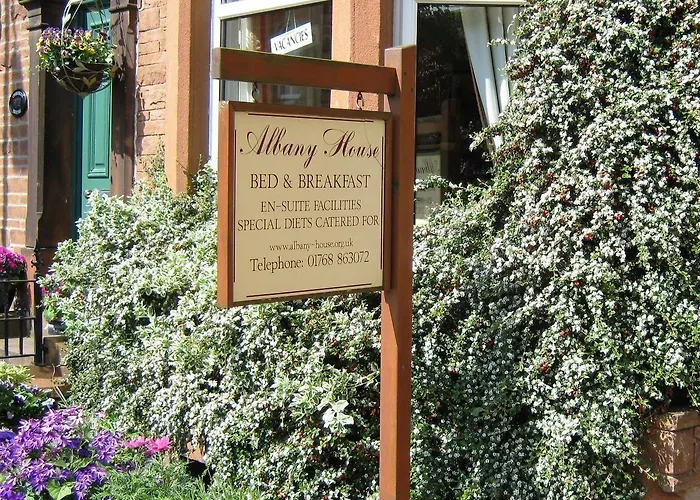 VACANCIES
Albany House
BED & BREAKFAST
EN-SUITE FACILITIES
SPECIAL DIETS CATERED FOR
www.albany-house.org.uk
Telephone: 01768 863072